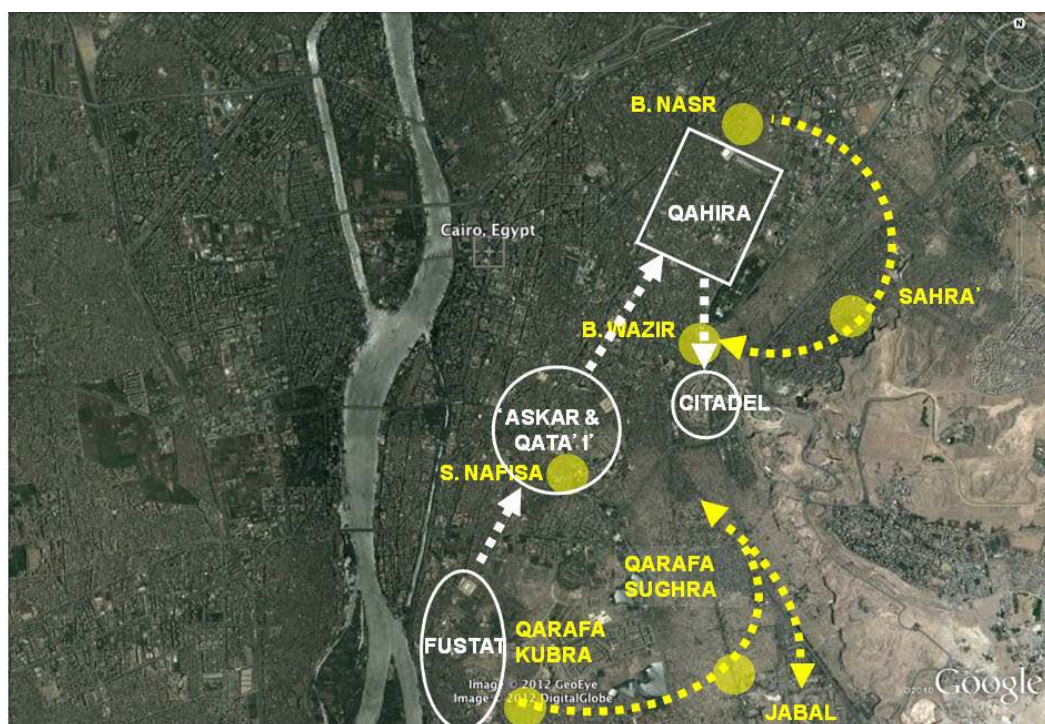 N
B. NASR
QAHIRA
Cairo, Egypt
SAHRA’
B. WAZIR
CITADEL
‘ASKAR &
QATA’ I’
S. NAFISA
QARAFA
SUGHRA
FUSTAT
QARAFA
KUBRA
Image © 2012 GeoEye
Image © 2012 DigitalGlobe
©2010 Google
JABAL